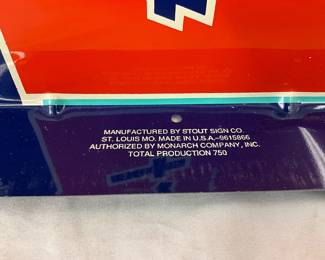 MANUFACTURED BY STOUT SIGN CO.
ST. LOUIS MO. MADE IN U.S.A.-9615866
AUTHORIZED BY MONARCH COMPANY, INC.
TOTAL PRODUCTION 750